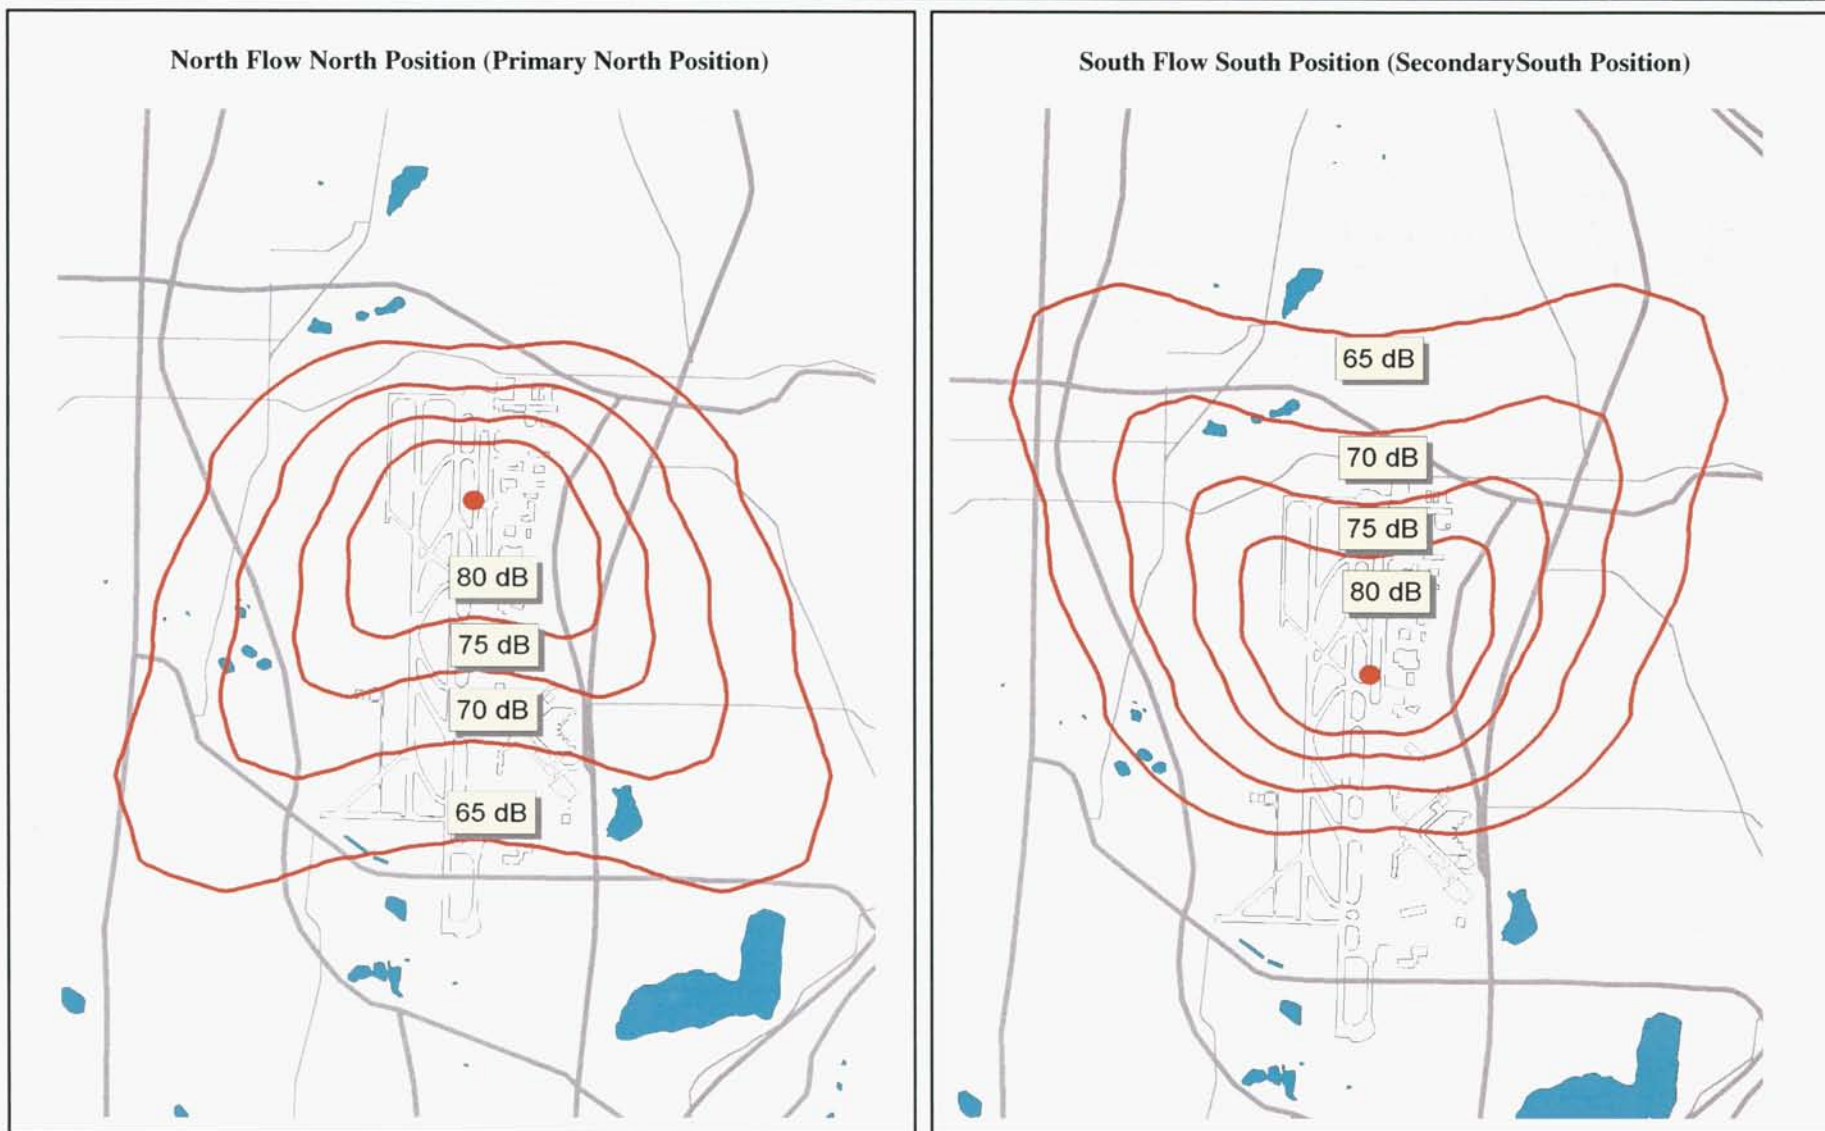 North Flow North Position (Primary North Position)
80 dB
75 dB
70 dB
65 dB
South Flow South Position (SecondarySouth Position)
65 dB
70 dB
75 dB
80 dB